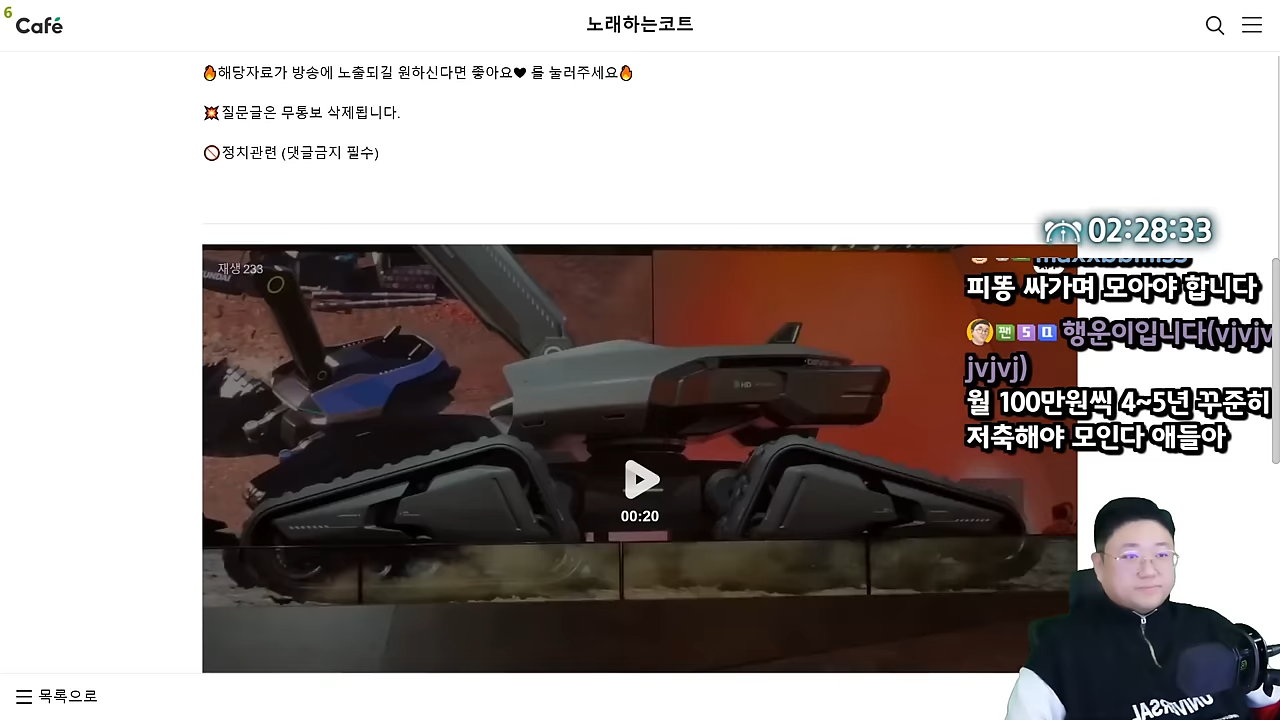 6
Café
노래하는코트
🔥해당자료가 방송에 노출되길 원하신다면 좋아요♥ 를 눌러주세요🔥
💥질문글은 무통보 삭제됩니다.
🚫정치관련 (댓글금지 필수)
02:28:33
재생 233
피똥 싸가며 모아야 합니다
팬 5 행운이입니다(vjvjv
jvjvj)
월 100만원씩 4~5년 꾸준히
저축해야 모인다 애들아
HD
00:20
UNIVERSAL
목록으로